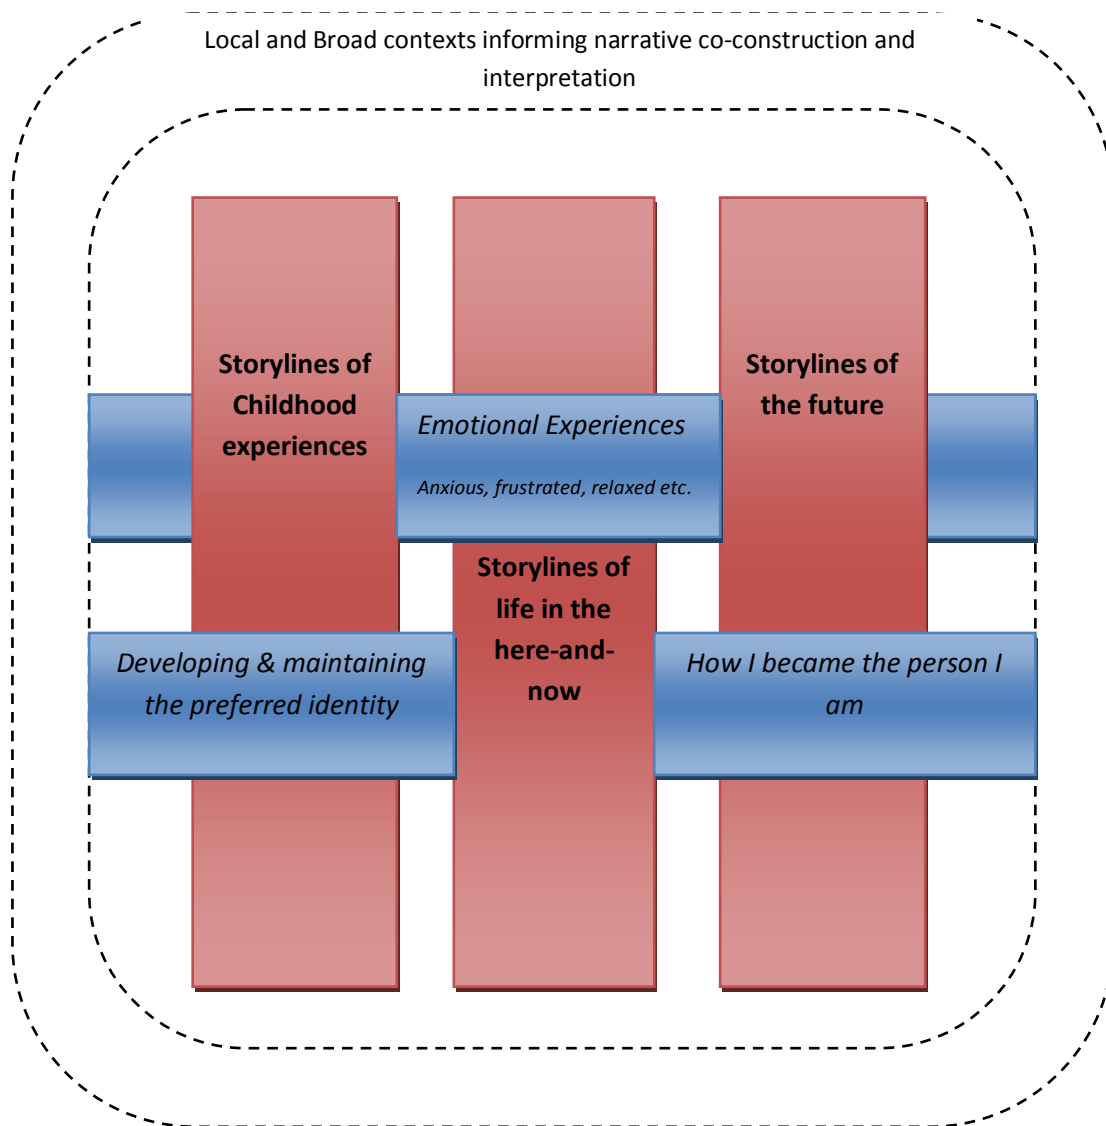 Local and Broad contexts informing narrative co-construction and
interpretation
Storylines of
Childhood
experiences
Emotional Experiences
Anxious, frustrated, relaxed etc.
Storylines of
the future
Storylines of
life in the
here-and-
now
Developing & maintaining
the preferred identity
How I became the person I
am